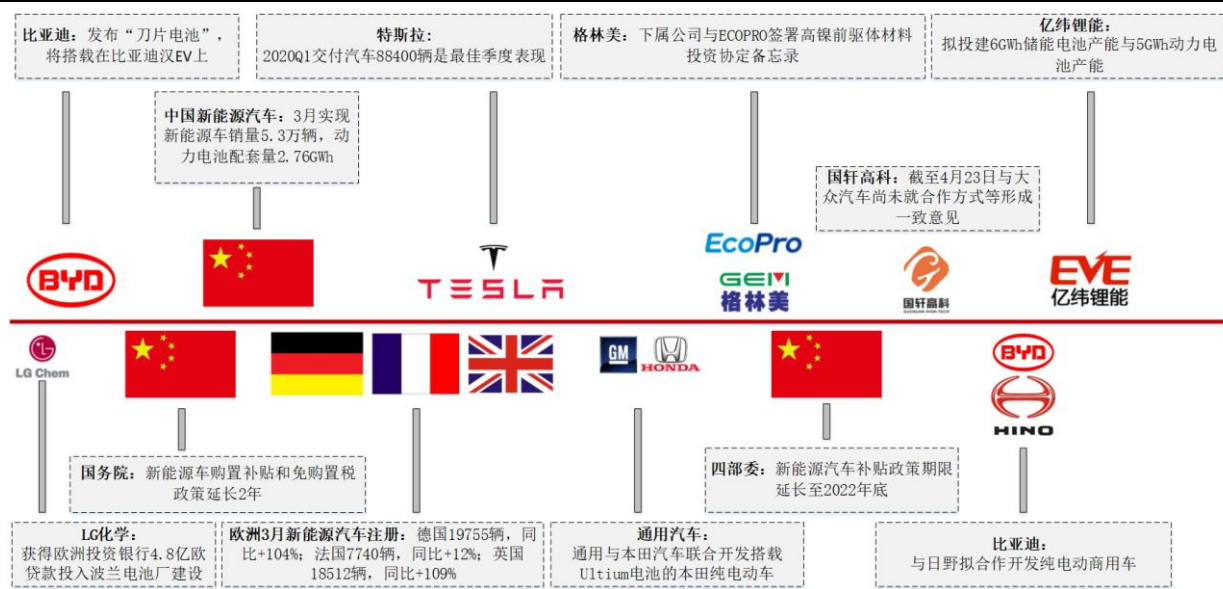 比亚迪：发布“刀片电池”，
将搭载在比亚迪汉EV上
特斯拉：
2020Q1交付汽车88400辆是最佳季度表现
格林美：下属公司与ECOPRO签署高镍前驱体材料
投资协定备忘录
亿纬锂能：
拟投建6GWh储能电池产能与5GWh动力电
池产能
中国新能源汽车：3月实现
新能源车销量5.3万辆，动
力电池配套量2.76GWh
国轩高科：截至4月23日与大
众汽车尚未就合作方式等形成
一致意见
BYD
TESLA
EcoPro
GEM
格林美
国轩高科
GUOXUAN HIGH-TECH
EVE
亿纬锂能
LG
LG Chem
GM
HONDA
BYD
HINO
国务院：新能源车购置补贴和免购置税
政策延长2年
四部委：新能源汽车补贴政策期限
延长至2022年底
LG化学：
获得欧洲投资银行4.8亿欧
贷款投入波兰电池厂建设
欧洲3月新能源汽车注册：德国19755辆，同
比+104%；法国7740辆，同比+12%；英国
18512辆，同比+109%
通用汽车：
通用与本田汽车联合开发搭载
Ultium电池的本田纯电动车
比亚迪：
与日野拟合作开发纯电动商用车